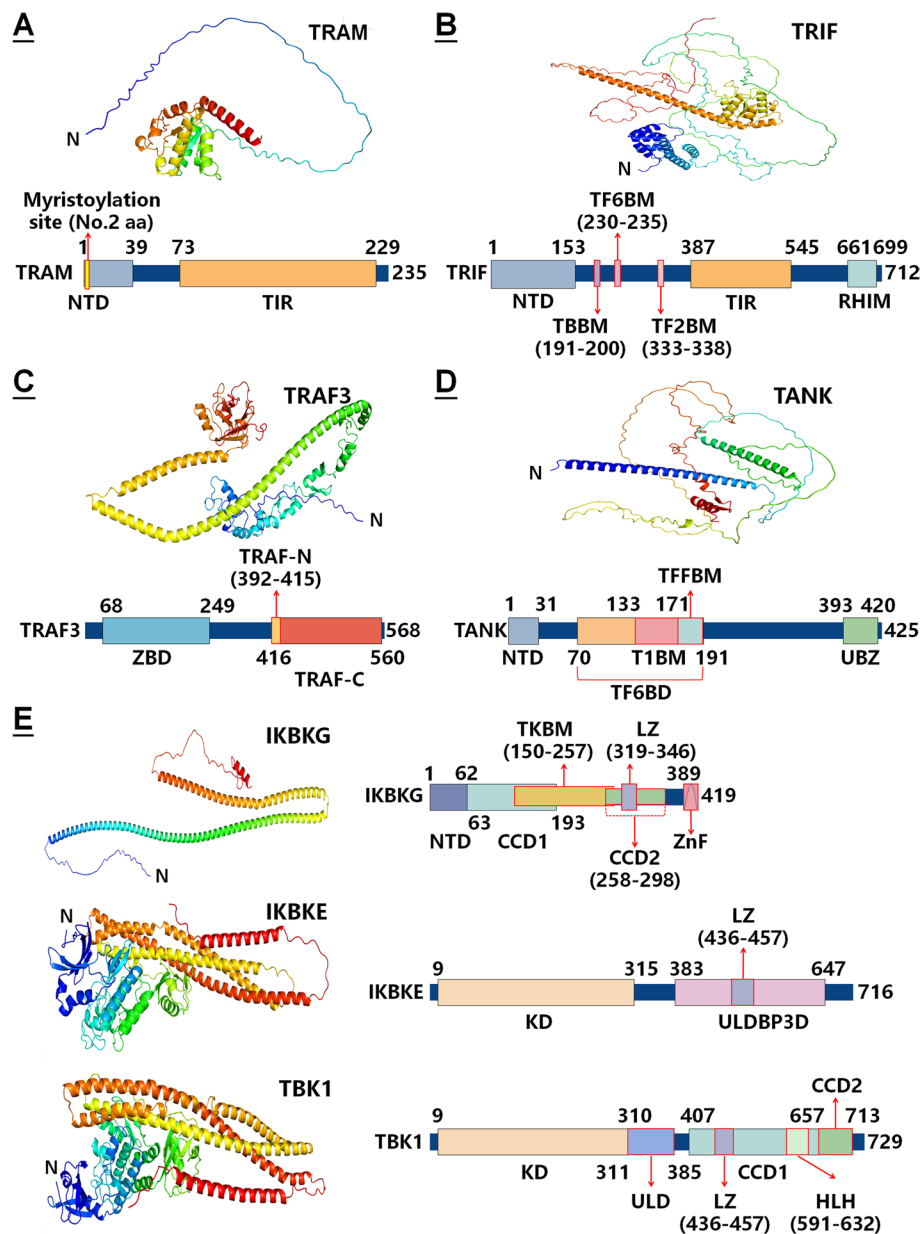 A
TRAM
N
Myristoylation
site (No.2 aa)
1 39 73 229
TRAM 235
NTD TIR
B
TRIF
N
TF6BM
(230-235)
1 153 387 545 661 699
TRIF 712
NTD TIR RHIM
TBBM TF2BM
(191-200) (333-338)
C
TRAF3
N
TRAF-N
(392-415)
68 249
TRAF3 568
ZBD 416 560
TRAF-C
D
TANK
N
TFFBM
1 31 133 171 393 420
TANK 425
NTD 70 T1BM 191 UBZ
TF6BD
E
IKBKG
N
TKBM LZ
(150-257) (319-346)
1 62 389
IKBKG 419
NTD 63 CCD1 193 ZnF
CCD2
(258-298)
IKBKE
N
LZ
(436-457)
9 315 383 647
IKBKE 716
KD ULDBP3D
TBK1
N
CCD2
9 310 407 657 713
TBK1 729
KD 311 385 CCD1
ULD LZ HLH
(436-457) (591-632)